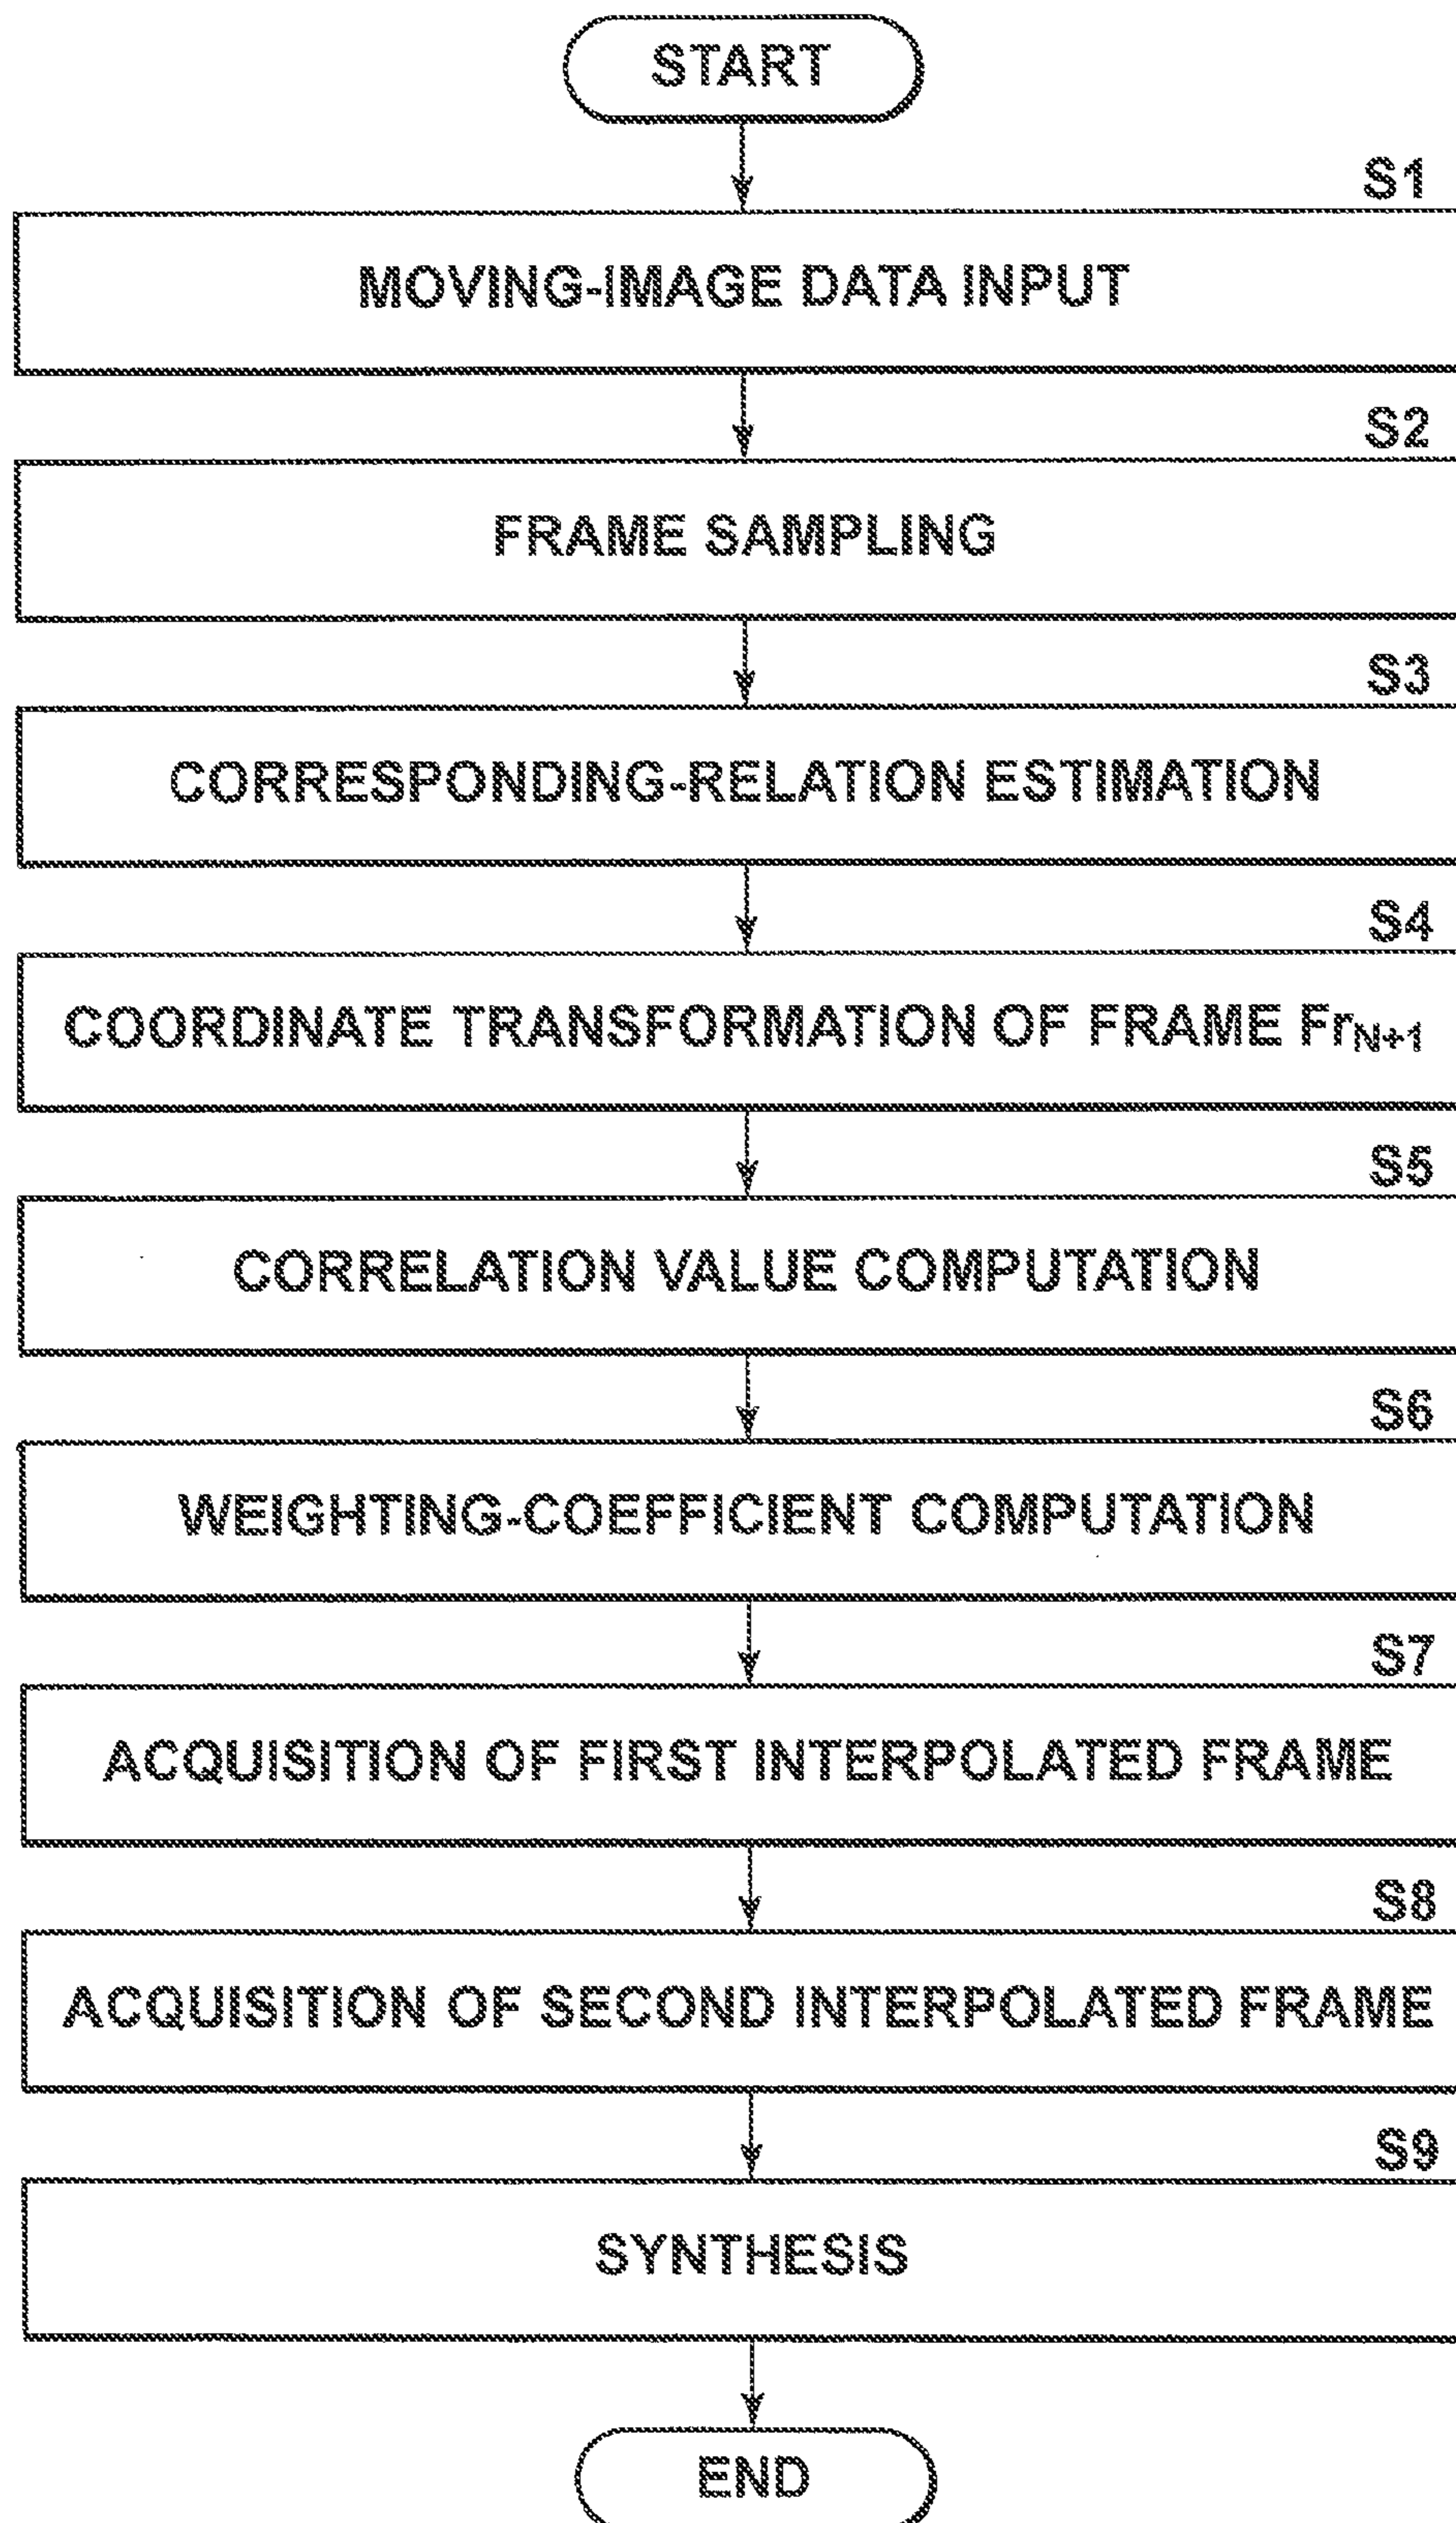 START
S1
MOVING-IMAGE DATA INPUT
S2
FRAME SAMPLING
S3
CORRESPONDING-RELATION ESTIMATION
S4
COORDINATE TRANSFORMATION OF FRAME Fr_{N+1}
S5
CORRELATION VALUE COMPUTATION
S6
WEIGHTING-COEFFICIENT COMPUTATION
S7
ACQUISITION OF FIRST INTERPOLATED FRAME
S8
ACQUISITION OF SECOND INTERPOLATED FRAME
S9
SYNTHESIS
END